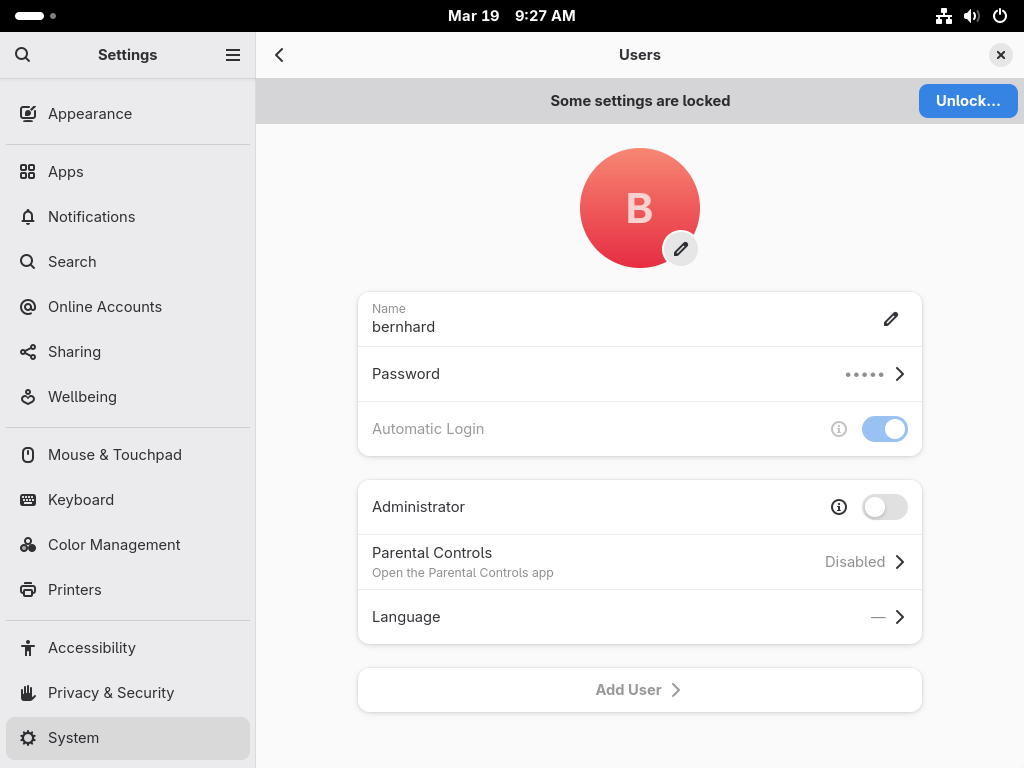 Mar 19 9:27 AM
Settings
Users
Some settings are locked
Unlock...
Appearance
Apps
Notifications
Search
Online Accounts
Sharing
Wellbeing
Mouse & Touchpad
Keyboard
Color Management
Printers
Accessibility
Privacy & Security
System
B
Name
bernhard
Password
•••••
Automatic Login
Administrator
Parental Controls
Open the Parental Controls app
Disabled
Language
—
Add User